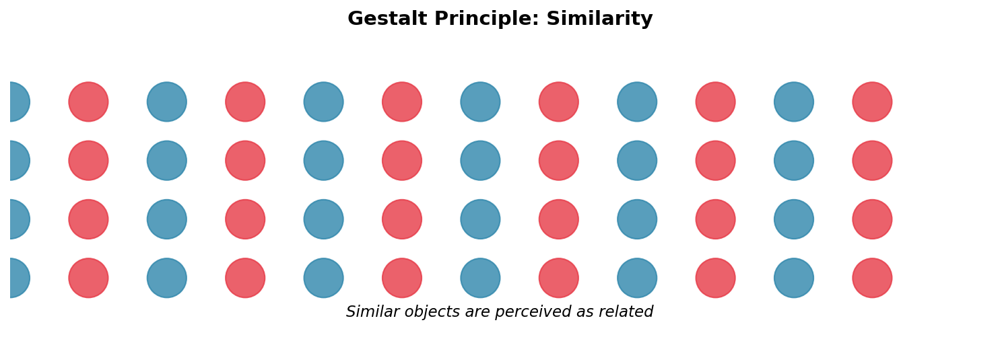 Gestalt Principle: Similarity
Similar objects are perceived as related